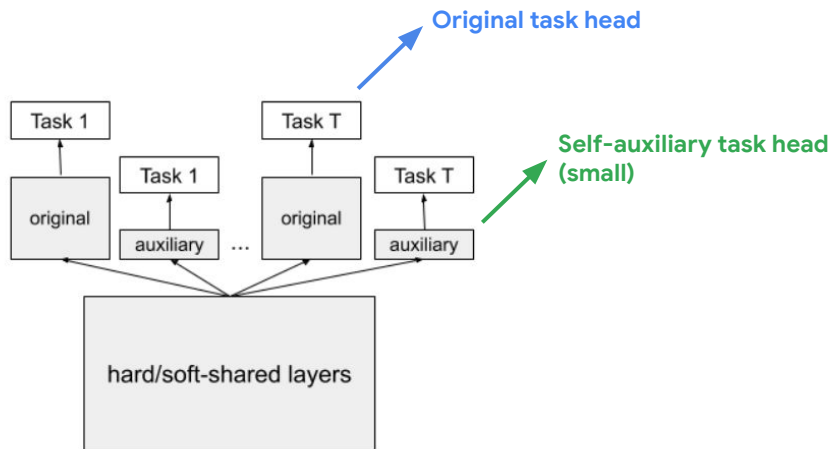 Original task head
Task 1
Task T
Self-auxiliary task head
(small)
Task 1
Task T
original
original
auxiliary
...
auxiliary
hard/soft-shared layers